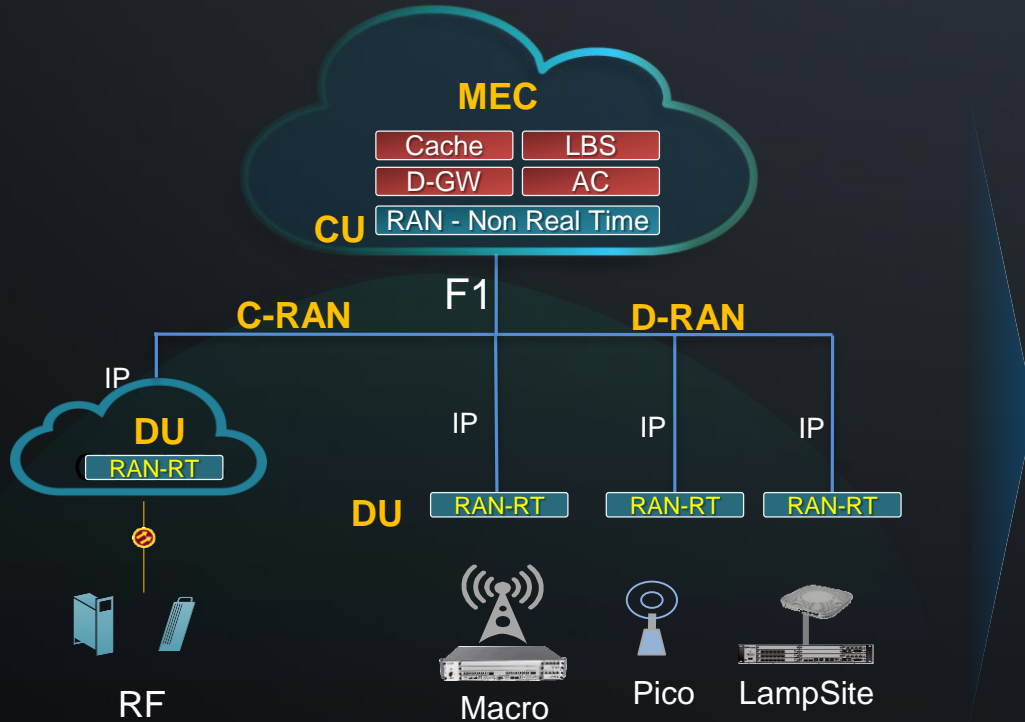 MEC
Cache LBS
D-GW AC
CU RAN - Non Real Time
F1
C-RAN D-RAN
IP
DU
RAN-RT
IP IP IP
DU RAN-RT RAN-RT RAN-RT
RF Macro Pico LampSite